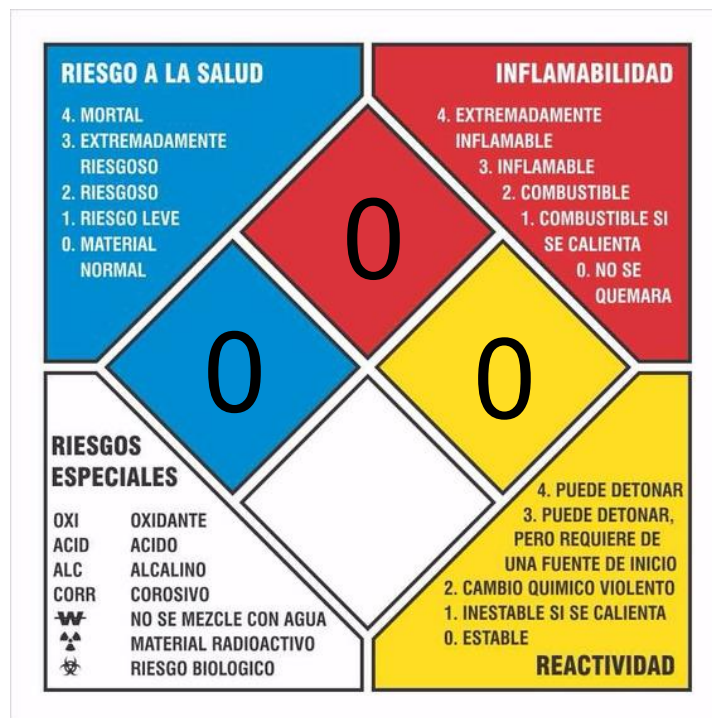 RIESGO A LA SALUD
4. MORTAL
3. EXTREMADAMENTE
RIESGOSO
2. RIESGOSO
1. RIESGO LEVE
0. MATERIAL
NORMAL
INFLAMABILIDAD
4. EXTREMADAMENTE
INFLAMABLE
3. INFLAMABLE
2. COMBUSTIBLE
1. COMBUSTIBLE SI
SE CALIENTA
0. NO SE
QUEMARA
0
0
0
RIESGOS
ESPECIALES
OXI OXIDANTE
ACID ACIDO
ALC ALCALINO
CORR COROSIVO
W NO SE MEZCLE CON AGUA
MATERIAL RADIOACTIVO
RIESGO BIOLOGICO
4. PUEDE DETONAR
3. PUEDE DETONAR,
PERO REQUIERE DE
UNA FUENTE DE INICIO
2. CAMBIO QUIMICO VIOLENTO
1. INESTABLE SI SE CALIENTA
0. ESTABLE
REACTIVIDAD